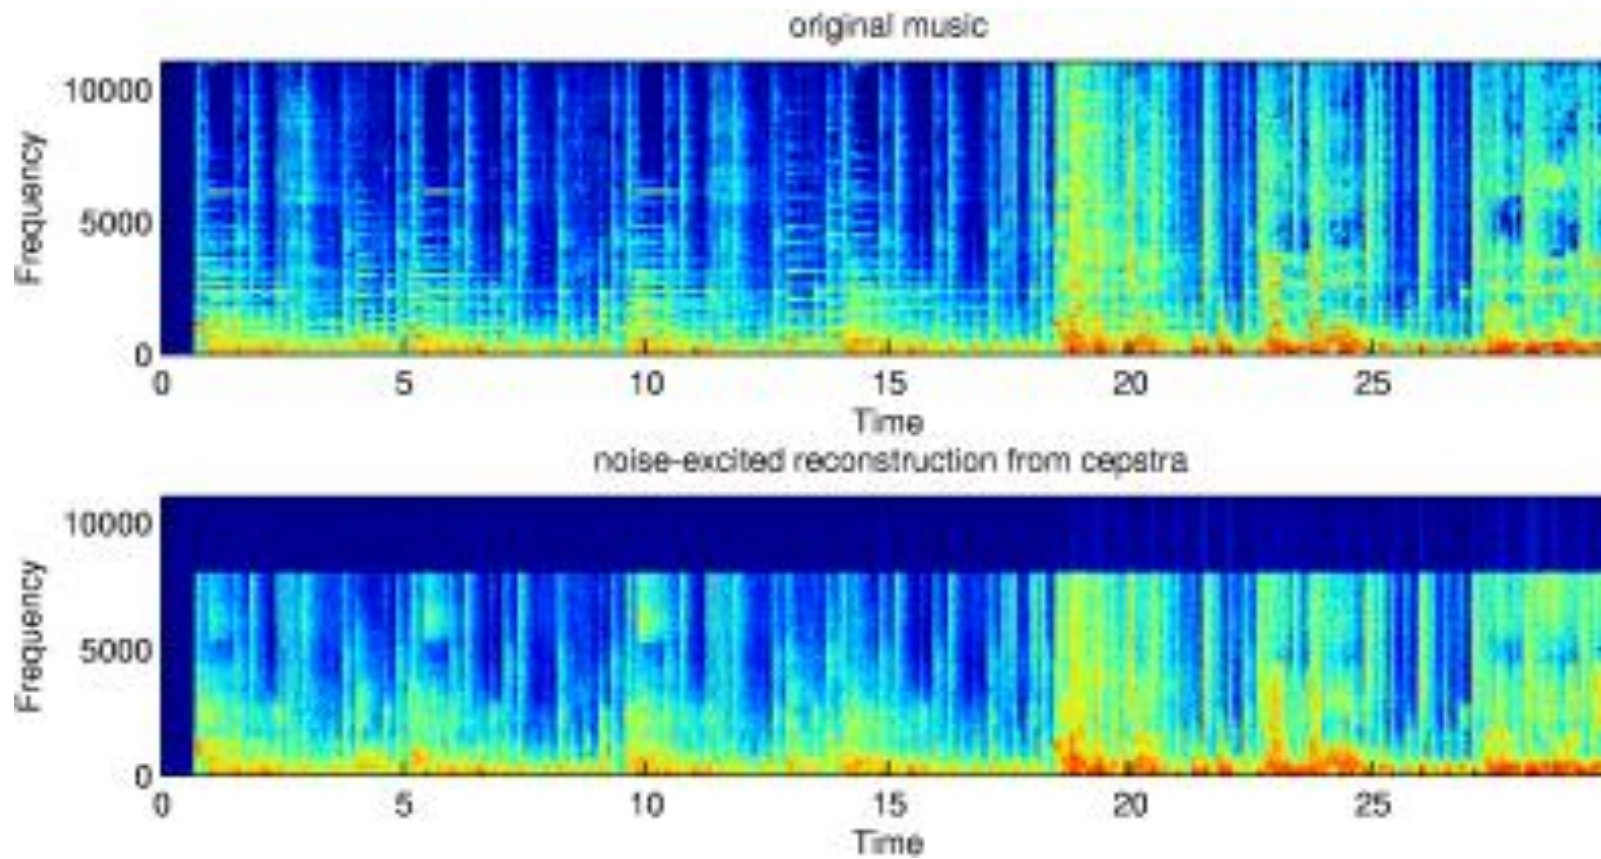 original music
10000
5000
0
Frequency
0 5 10 15 20 25
Time
noise-excited reconstruction from cepstra
10000
5000
0
Frequency
0 5 10 15 20 25
Time